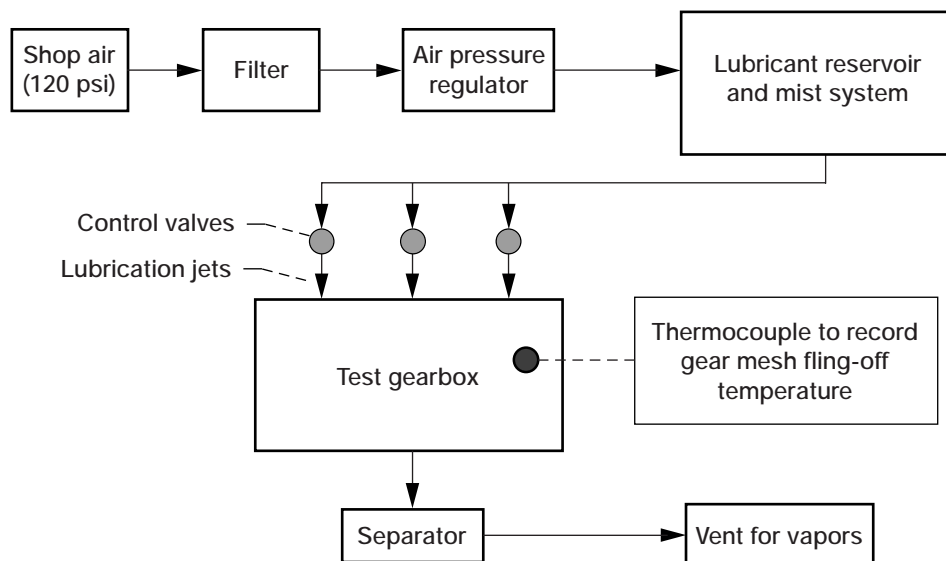 Shop air
(120 psi)
Filter
Air pressure
regulator
Lubricant reservoir
and mist system
Control valves
Lubrication jets
Test gearbox
Thermocouple to record
gear mesh fling-off
temperature
Separator
Vent for vapors